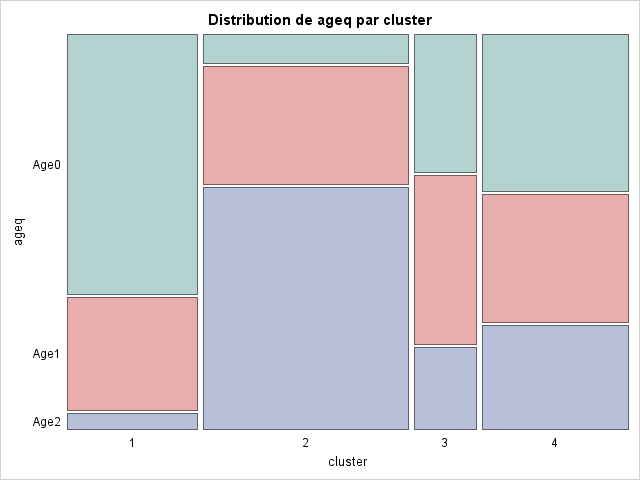 Distribution de ageq par cluster
ageq
Age0
Age1
Age2
1 2 3 4
cluster